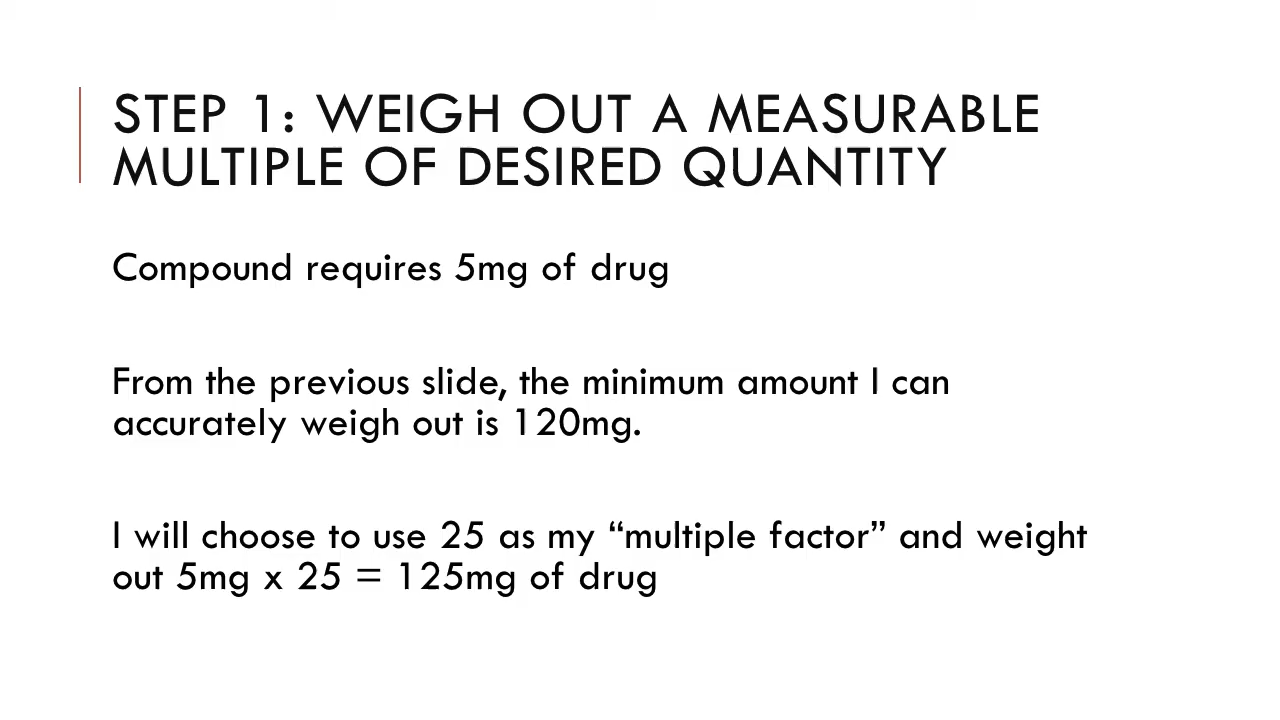 STEP 1: WEIGH OUT A MEASURABLE
MULTIPLE OF DESIRED QUANTITY
Compound requires 5mg of drug
From the previous slide, the minimum amount I can
accurately weigh out is 120mg.
I will choose to use 25 as my “multiple factor” and weight
out 5mg x 25 = 125mg of drug